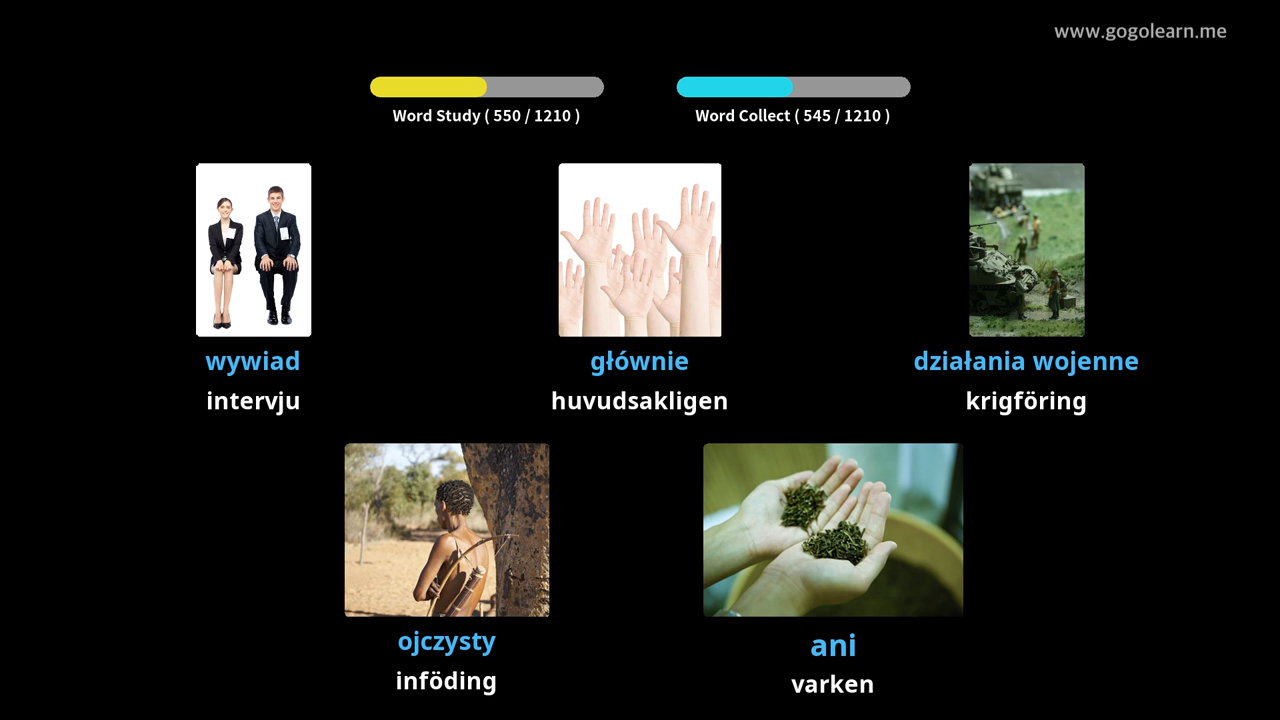 www.gogolearn.me
Word Study ( 550 / 1210 )
Word Collect ( 545 / 1210 )
wywiad
intervju
głównie
huvudsakligen
działania wojenne
krigföring
ojczysty
inföding
ani
varken